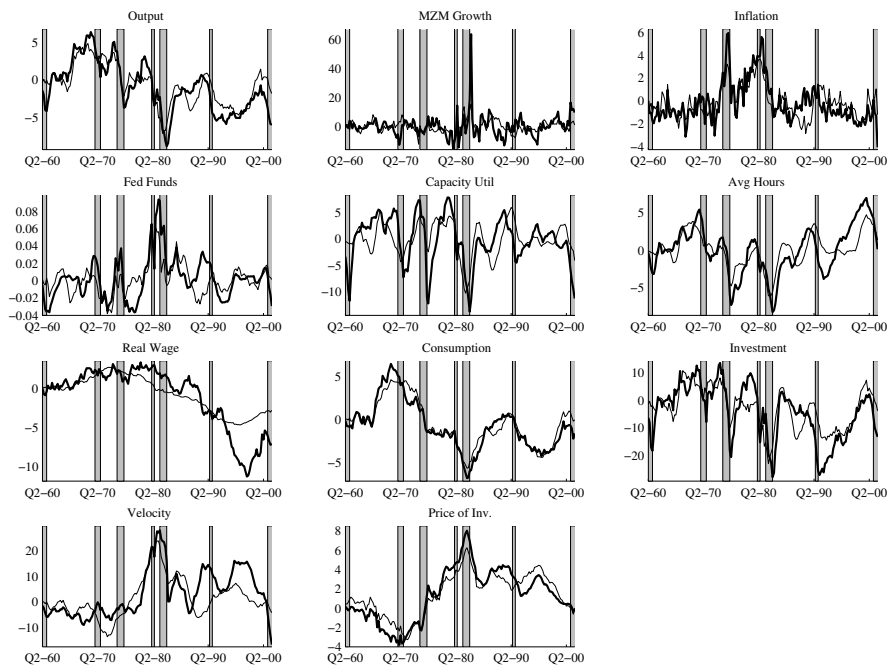 Output
5
0
−5
Q2−60 Q2−70 Q2−80 Q2−90 Q2−00
MZM Growth
60
40
20
0
Q2−60 Q2−70 Q2−80 Q2−90 Q2−00
Inflation
6
4
2
0
−2
−4
Q2−60 Q2−70 Q2−80 Q2−90 Q2−00
Fed Funds
0.08
0.06
0.04
0.02
0
−0.02
−0.04
Q2−60 Q2−70 Q2−80 Q2−90 Q2−00
Capacity Util
5
0
−5
−10
Q2−60 Q2−70 Q2−80 Q2−90 Q2−00
Avg Hours
5
0
−5
Q2−60 Q2−70 Q2−80 Q2−90 Q2−00
Real Wage
0
−5
−10
Q2−60 Q2−70 Q2−80 Q2−90 Q2−00
Consumption
5
0
−5
Q2−60 Q2−70 Q2−80 Q2−90 Q2−00
Investment
10
0
−10
−20
Q2−60 Q2−70 Q2−80 Q2−90 Q2−00
Velocity
20
10
0
−10
Q2−60 Q2−70 Q2−80 Q2−90 Q2−00
Price of Inv.
8
6
4
2
0
−2
−4
Q2−60 Q2−70 Q2−80 Q2−90 Q2−00